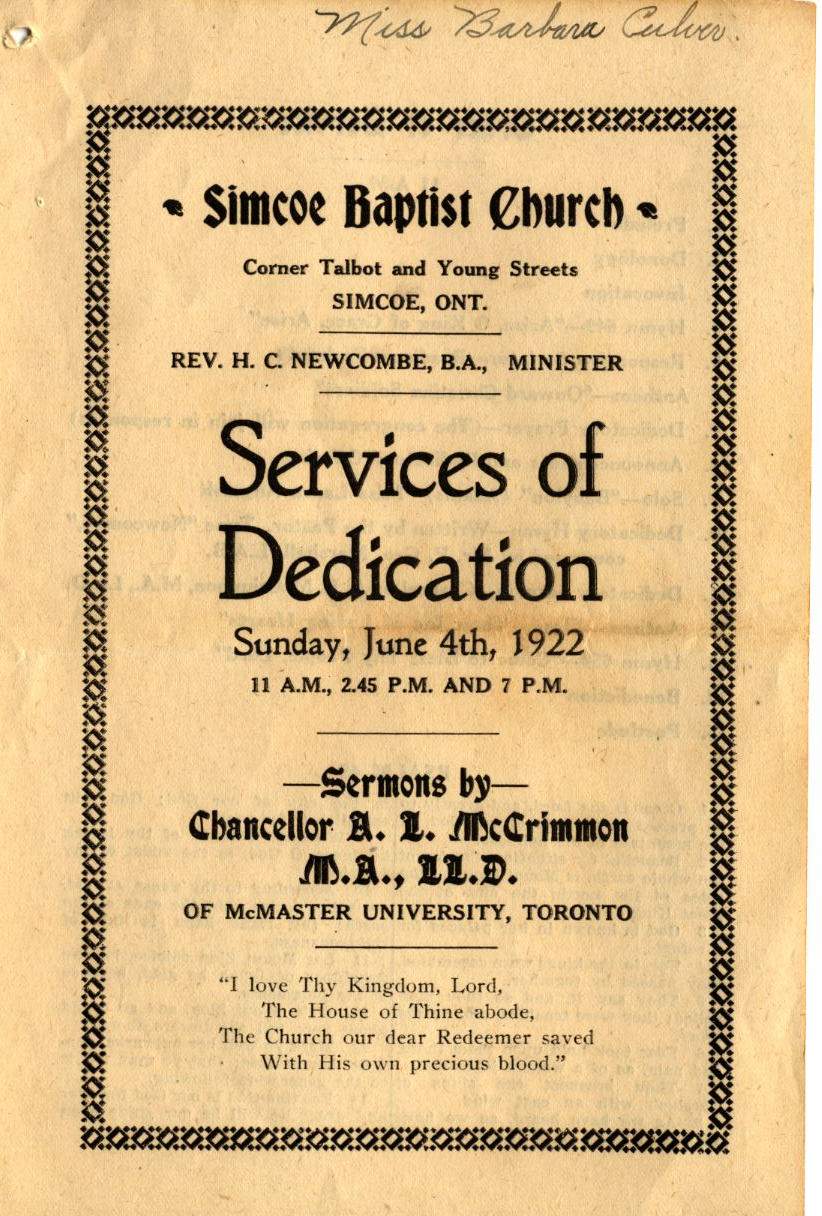 Miss Barbara Culver.
Simcoe Baptist Church
Corner Talbot and Young Streets
SIMCOE, ONT.
REV. H. C. NEWCOMBE, B.A., MINISTER
Services of
Dedication
Sunday, June 4th, 1922
11 A.M., 2.45 P.M. AND 7 P.M.
—Sermons by—
Chancellor A. L. McCrimmon
M.A., LL.D.
OF McMASTER UNIVERSITY, TORONTO
"I love Thy Kingdom, Lord,
The House of Thine abode,
The Church our dear Redeemer saved
With His own precious blood."